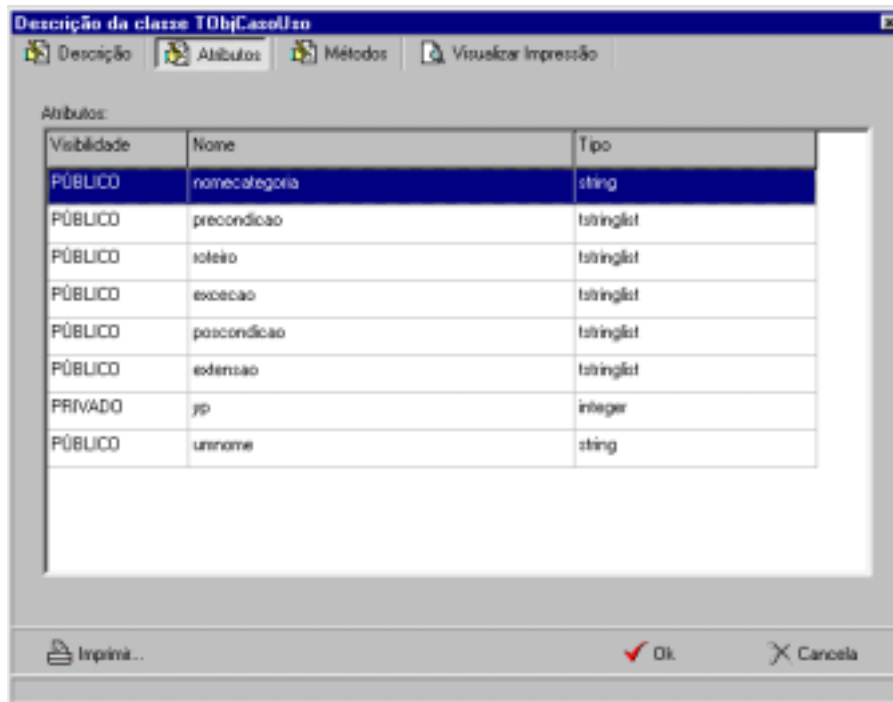 Descrição da classe TObjCasoUso
Descrição Atributos Métodos Visualizar Impressão
Atributos:
Visibilidade Nome Tipo
PÚBLICO nomecategoria string
PÚBLICO precondicao tstringlist
PÚBLICO roteiro tstringlist
PÚBLICO excecao tstringlist
PÚBLICO poscondicao tstringlist
PÚBLICO extensao tstringlist
PRIVADO integer
PÚBLICO umnome string
Imprimir... Ok Cancela